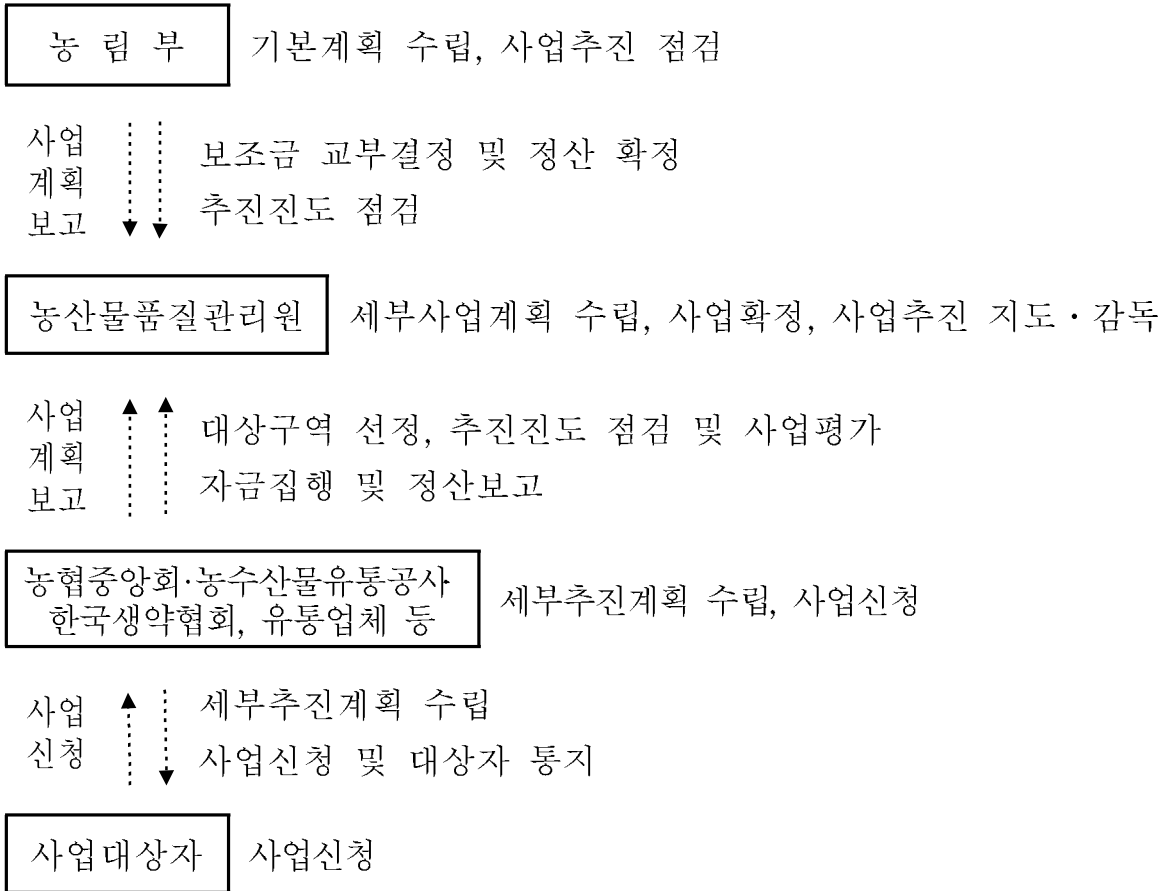 농 림 부 기본계획 수립, 사업추진 점검
사업
계획
보고
보조금 교부결정 및 정산 확정
추진진도 점검
농산물품질관리원 세부사업계획 수립, 사업확정, 사업추진 지도·감독
사업
계획
보고
대상구역 선정, 추진진도 점검 및 사업평가
자금집행 및 정산보고
농협중앙회·농수산물유통공사·
한국생약협회, 유통업체 등
세부추진계획 수립, 사업신청
사업
신청
세부추진계획 수립
사업신청 및 대상자 통지
사업대상자 사업신청